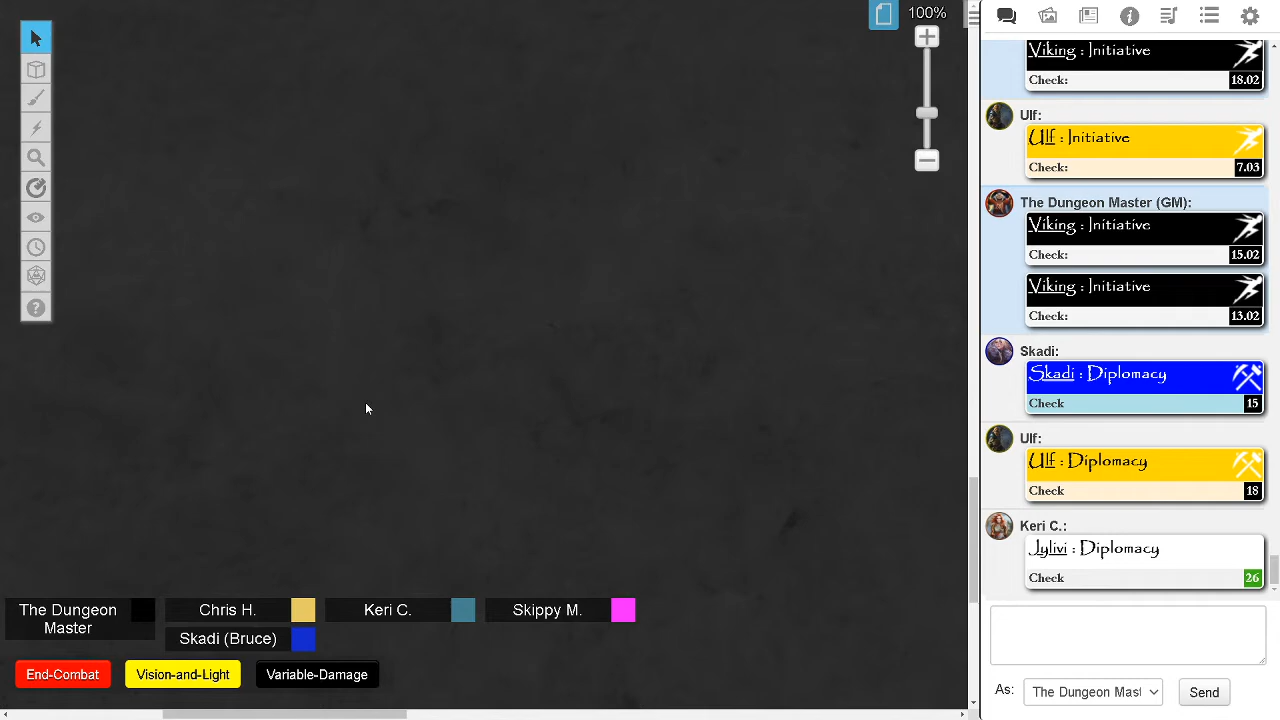 100%
Viking : Initiative
Check: 18.02
Ulf:
Ulf : Initiative
Check: 7.03
The Dungeon Master (GM):
Viking : Initiative
Check: 15.02
Viking : Initiative
Check: 13.02
Skadi:
Skadi : Diplomacy
Check 15
Ulf:
Ulf : Diplomacy
Check 18
Keri C.:
Jylivi : Diplomacy
Check 26
The Dungeon
Master
Chris H.
Keri C.
Skippy M.
Skadi (Bruce)
End-Combat
Vision-and-Light
Variable-Damage
As:
The Dungeon Mast
Send